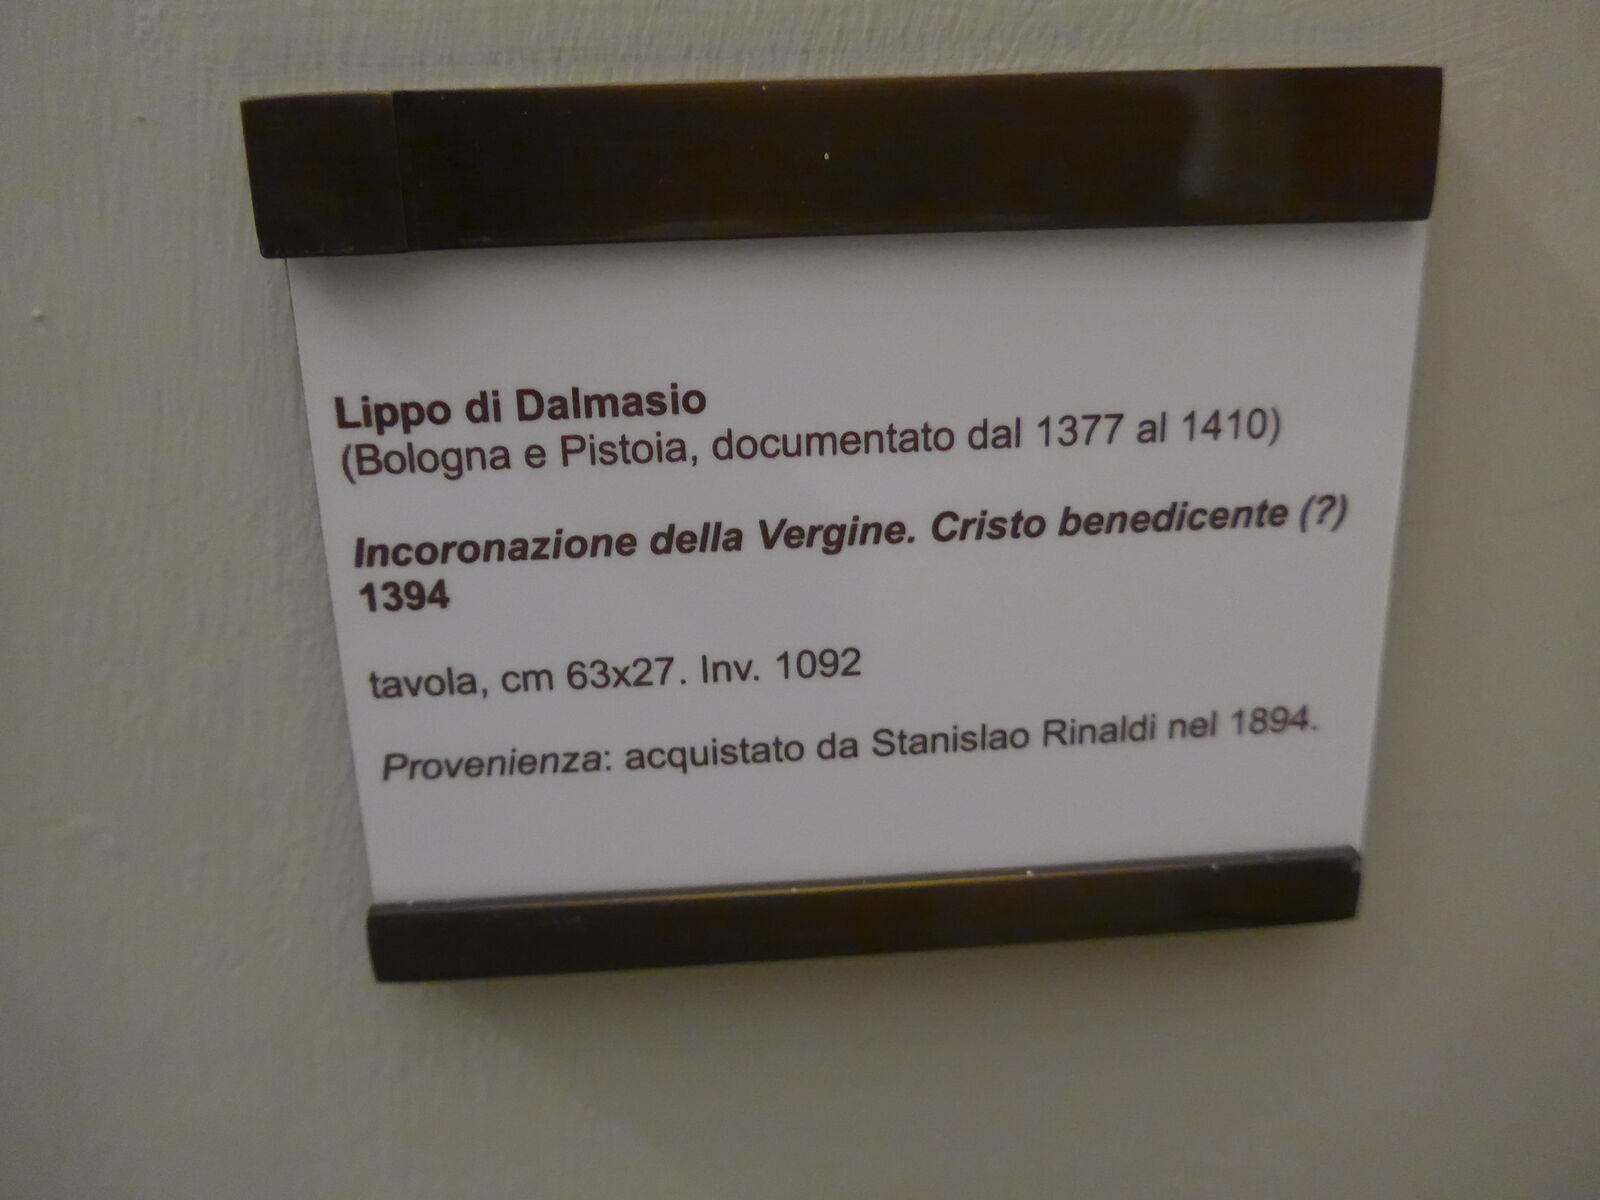 Lippo di Dalmasio
(Bologna e Pistoia, documentato dal 1377 al 1410)
Incoronazione della Vergine. Cristo benedicente (?)
1394
tavola, cm 63x27. Inv. 1092
Provenienza: acquistato da Stanislao Rinaldi nel 1894.